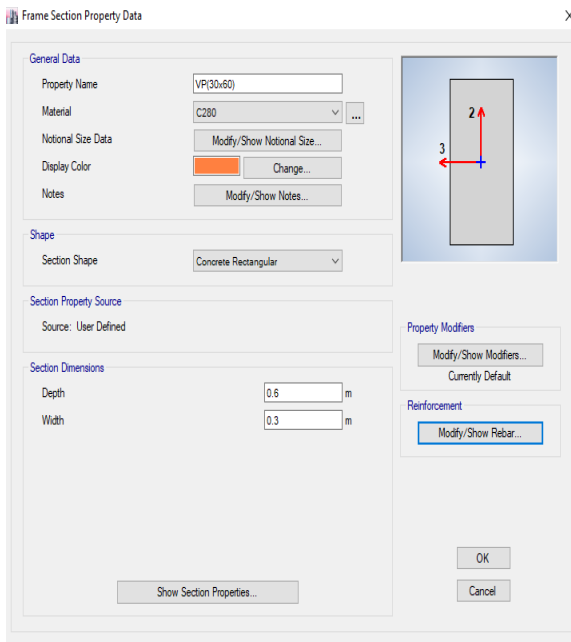 Frame Section Property Data
General Data
Property Name VP(30x60)
Material C280 ...
Notional Size Data Modify/Show Notional Size...
Display Color Change...
Notes Modify/Show Notes...
2
3
Shape
Section Shape Concrete Rectangular
Section Property Source
Source: User Defined
Section Dimensions
Depth 0.6 m
Width 0.3 m
Show Section Properties...
Property Modifiers
Modify/Show Modifiers...
Currently Default
Reinforcement
Modify/Show Rebar...
OK
Cancel